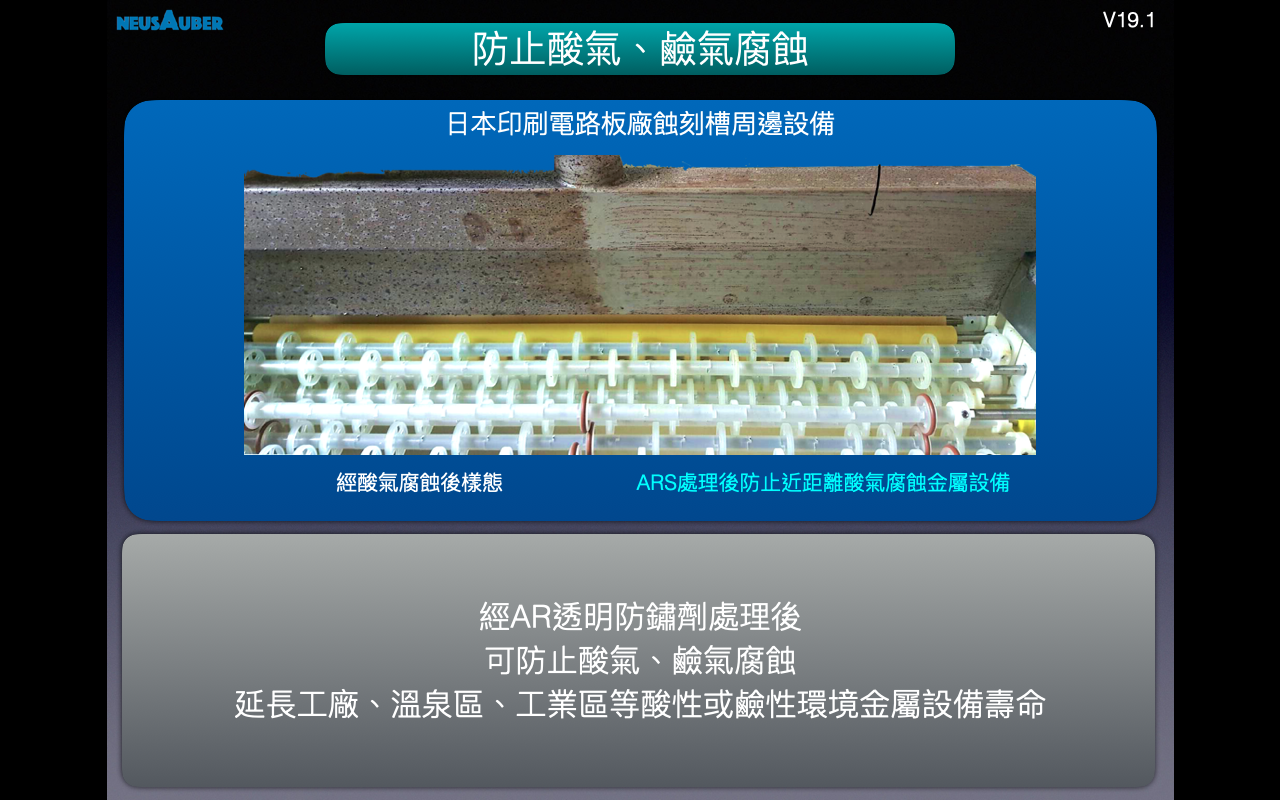 NEUSAUBER
V19.1
防止酸氣、鹼氣腐蝕
日本印刷電路板廠蝕刻槽周邊設備
經酸氣腐蝕後樣態
ARS處理後防止近距離酸氣腐蝕金屬設備
經AR透明防鏽劑處理後
可防止酸氣、鹼氣腐蝕
延長工廠、溫泉區、工業區等酸性或鹼性環境金屬設備壽命